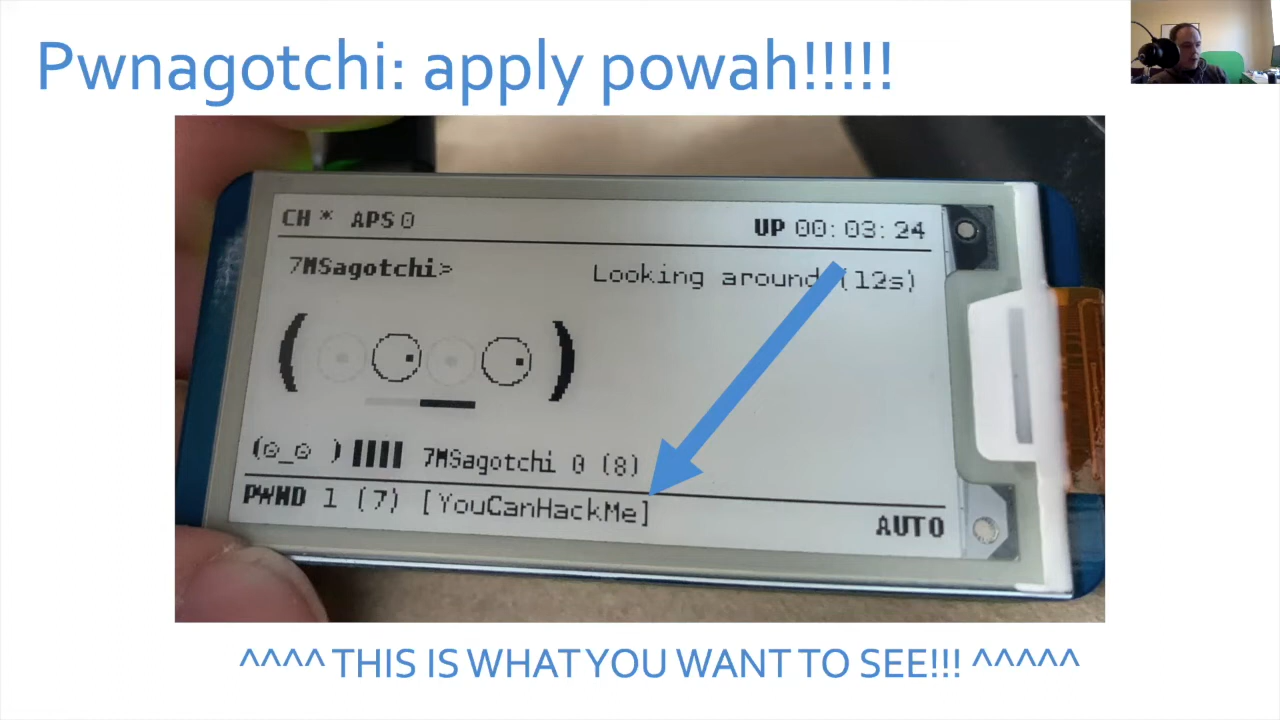 Pwnagotchi: apply powah!!!!!
CH * APS 0 UP 00:03:24
7MSagotchi> Looking around (12s)
(⊙_⊙ ) 7MSagotchi 0 (8)
PWND 1 (7) [YouCanHackMe] AUTO
^^^^ THIS IS WHAT YOU WANT TO SEE!!! ^^^^^